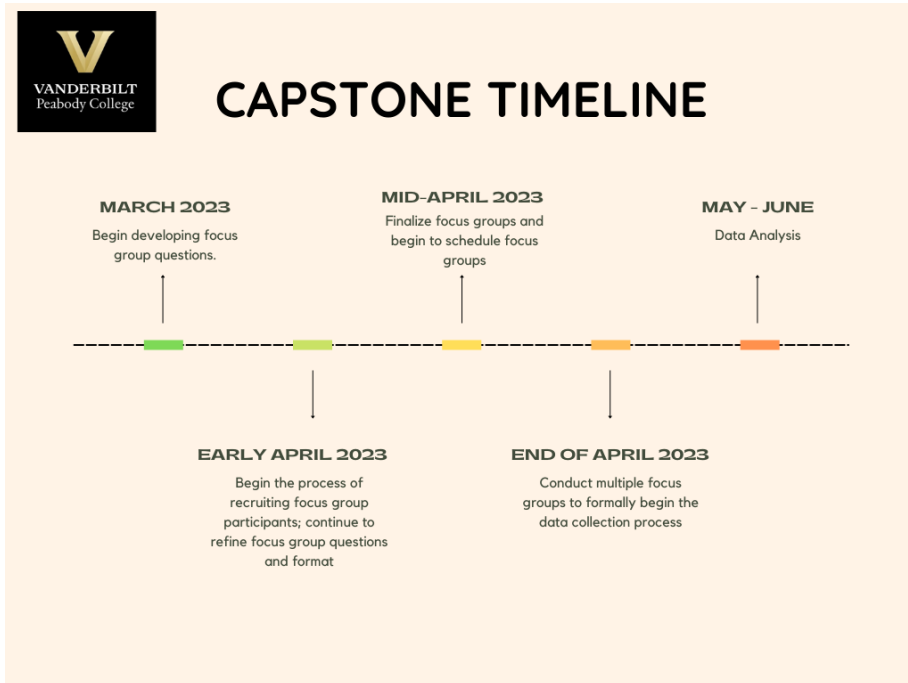 VANDERBILT
Peabody College
CAPSTONE TIMELINE
MARCH 2023
Begin developing focus
group questions.
MID-APRIL 2023
Finalize focus groups and
begin to schedule focus
groups
MAY - JUNE
Data Analysis
EARLY APRIL 2023
Begin the process of
recruiting focus group
participants; continue to
refine focus group questions
and format
END OF APRIL 2023
Conduct multiple focus
groups to formally begin the
data collection process